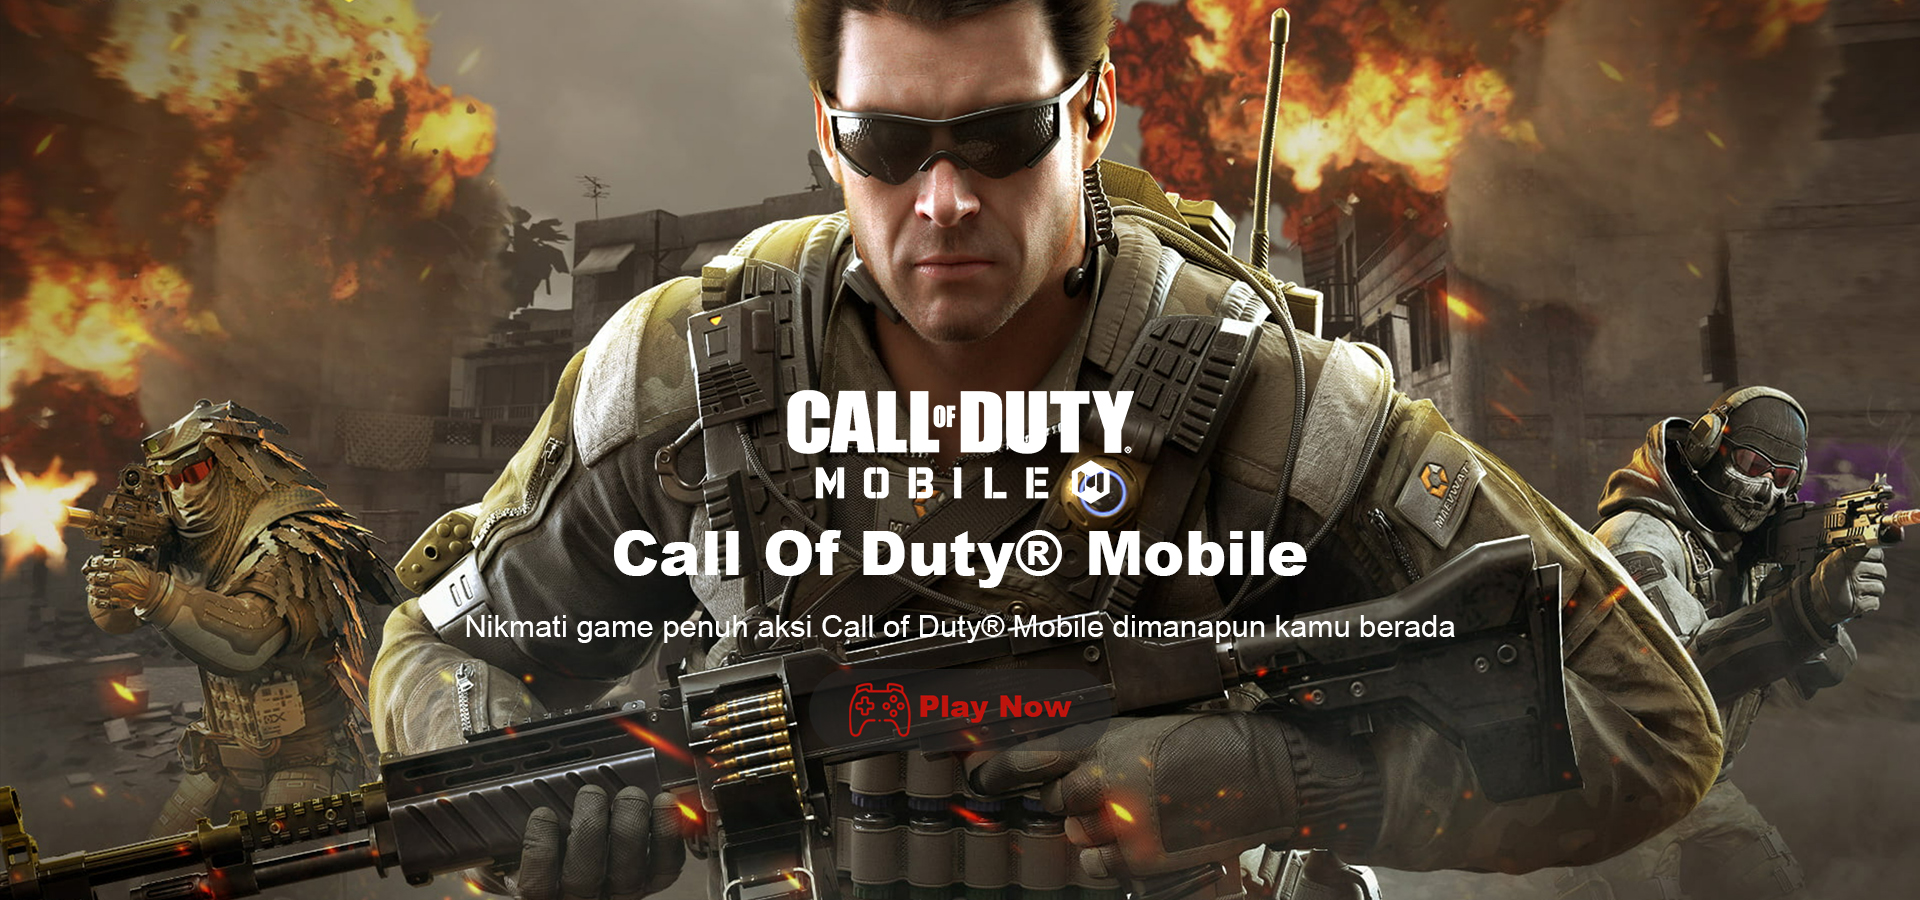 CALL OF DUTY®
MOBILE
Call Of Duty® Mobile
Nikmati game penuh aksi Call of Duty® Mobile dimanapun kamu berada
Play Now